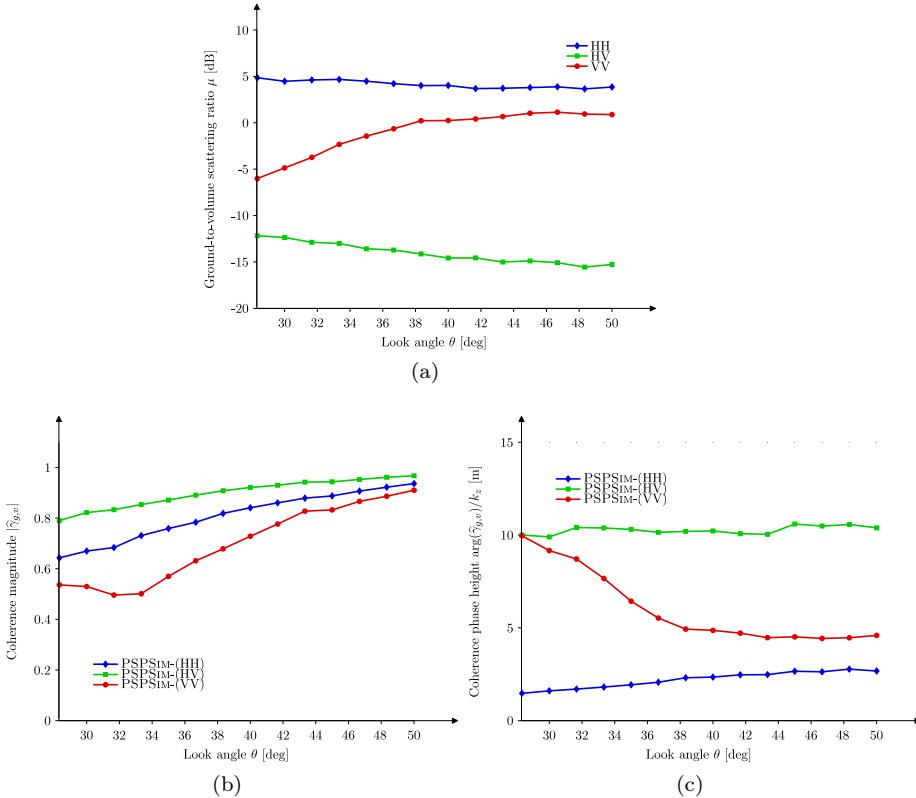 10
5
0
-5
-10
-15
-20
Ground-to-volume scattering ratio μ [dB]
HH
HV
VV
30 32 34 36 38 40 42 44 46 48 50
Look angle θ [deg]
(a)
1
0.8
0.6
0.4
0.2
0
Coherence magnitude |γ̂g,v|
PSPSIM-(HH)
PSPSIM-(HV)
PSPSIM-(VV)
30 32 34 36 38 40 42 44 46 48 50
Look angle θ [deg]
(b)
15
10
5
0
Coherence phase height arg(γ̂g,v)/kz [m]
PSPSIM-(HH)
PSPSIM-(HV)
PSPSIM-(VV)
30 32 34 36 38 40 42 44 46 48 50
Look angle θ [deg]
(c)